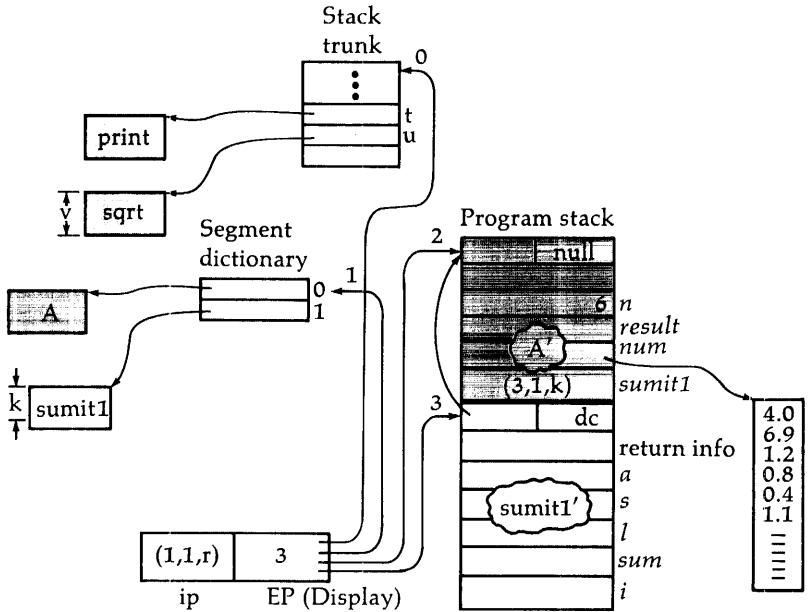 Stack
trunk
0
t
u
print
v
sqrt
Segment
dictionary
0
1
1
A
k
sumit1
Program stack
2
null
6 n
result
A′ num
(3,1,k) sumit1
3
dc
return info
a
s
sumit1′
l
sum
i
4.0
6.9
1.2
0.8
0.4
1.1
(1,1,r) 3
ip EP (Display)